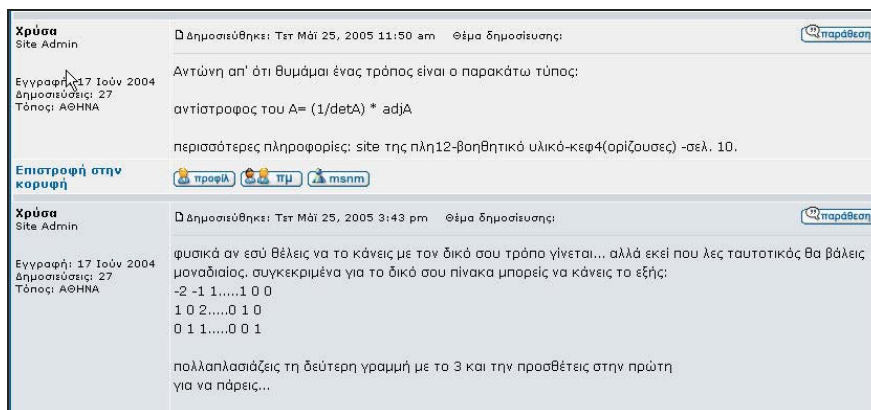 Χρύσα
Site Admin
Εγγραφή: 17 Ιούν 2004
Δημοσιεύσεις: 27
Τόπος: ΑΘΗΝΑ
Δημοσιεύθηκε: Τετ Μάϊ 25, 2005 11:50 am Θέμα δημοσίευσης:
παράθεση
Αντώνη απ' ότι θυμάμαι ένας τρόπος είναι ο παρακάτω τύπος:
αντίστροφος του Α= (1/detA) * adjA
περισσότερες πληροφορίες: site της πλη12-βοηθητικό υλικό-κεφ4(ορίζουσες) -σελ. 10.
Επιστροφή στην
κορυφή
προφίλ πμ msnm
Χρύσα
Site Admin
Εγγραφή: 17 Ιούν 2004
Δημοσιεύσεις: 27
Τόπος: ΑΘΗΝΑ
Δημοσιεύθηκε: Τετ Μάϊ 25, 2005 3:43 pm Θέμα δημοσίευσης:
παράθεση
φυσικά αν εσύ θέλεις να το κάνεις με τον δικό σου τρόπο γίνεται... αλλά εκεί που λες ταυτοτικός θα βάλεις
μοναδιαίος. συγκεκριμένα για το δικό σου πίνακα μπορείς να κάνεις το εξής:
-2 -1 1.....1 0 0
1 0 2.....0 1 0
0 1 1.....0 0 1
πολλαπλασιάζεις τη δεύτερη γραμμή με το 3 και την προσθέτεις στην πρώτη
για να πάρεις...